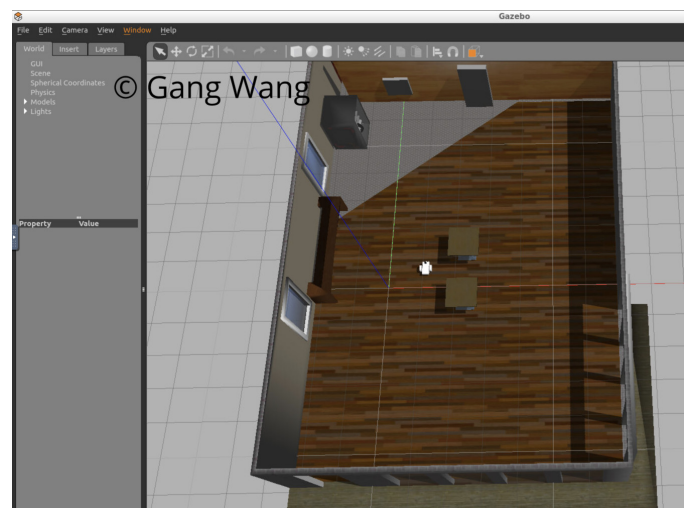 Gazebo
File Edit Camera View Window Help
World Insert Layers
GUI
Scene
Spherical Coordinates
Physics
Models
Lights
© Gang Wang
Property Value